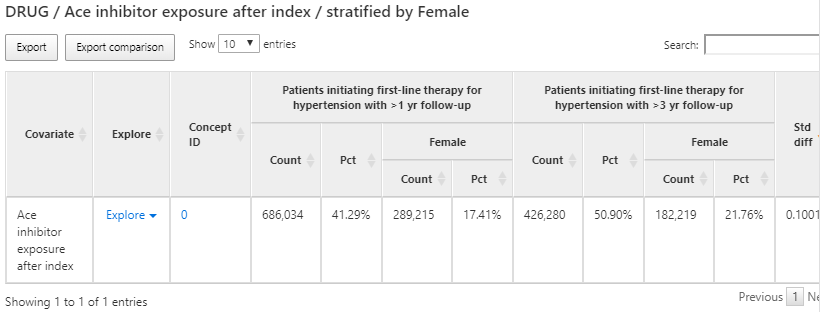 DRUG / Ace inhibitor exposure after index / stratified by Female
Export Export comparison Show 10 entries Search:
Patients initiating first-line therapy for
hypertension with >1 yr follow-up
Patients initiating first-line therapy for
hypertension with >3 yr follow-up
Covariate Explore Concept
ID
Count Pct Female Count Pct Female Std
diff
Count Pct Count Pct
Ace
inhibitor
exposure
after index
Explore 0 686,034 41.29% 289,215 17.41% 426,280 50.90% 182,219 21.76% 0.1001
Showing 1 to 1 of 1 entries
Previous 1 Ne